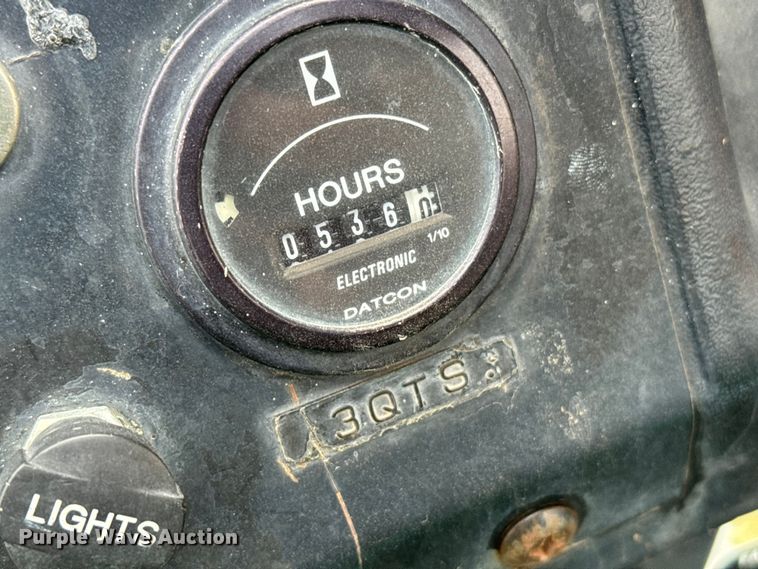 HOURS
0536
1/10
ELECTRONIC
DATCON
3QTS
LIGHTS
Purple Wave Auction